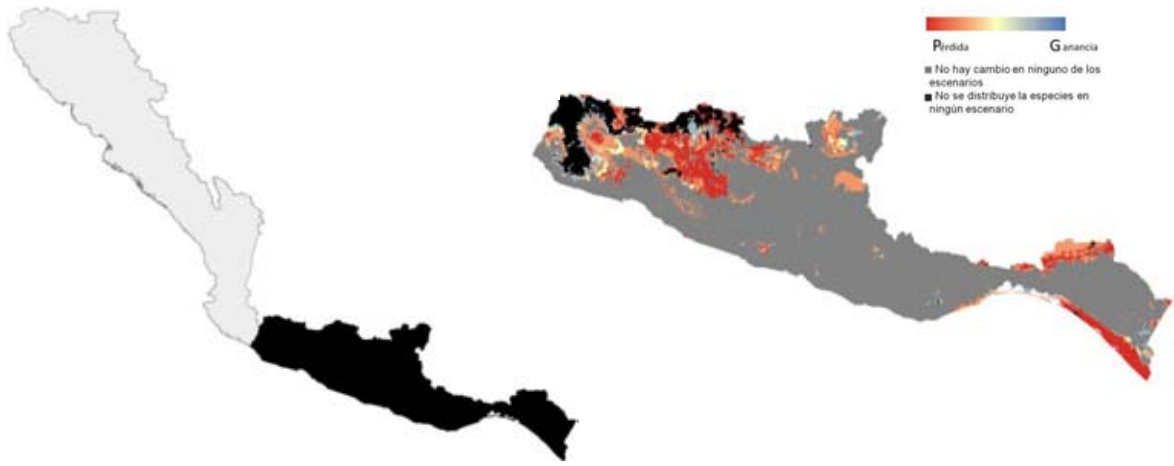 Pérdida Ganancia
No hay cambio en ninguno de los
escenarios
No se distribuye la especies en
ningún escenario